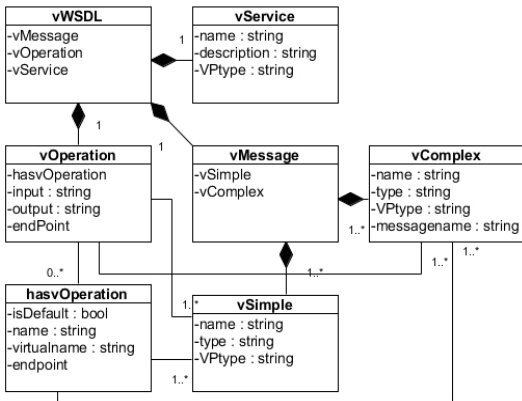 vWSDL
-vMessage
-vOperation
-vService
vService
-name : string
-description : string
-VPtype : string
1
1
1
vOperation
-hasvOperation
-input : string
-output : string
-endPoint
vMessage
-vSimple
-vComplex
vComplex
-name : string
-type : string
-VPtype : string
-messagename : string
1..*
1..*
1..*
1..*
0..*
hasvOperation
-isDefault : bool
-name : string
-virtualname : string
-endpoint
1..*
vSimple
-name : string
-type : string
-VPtype : string
1..*